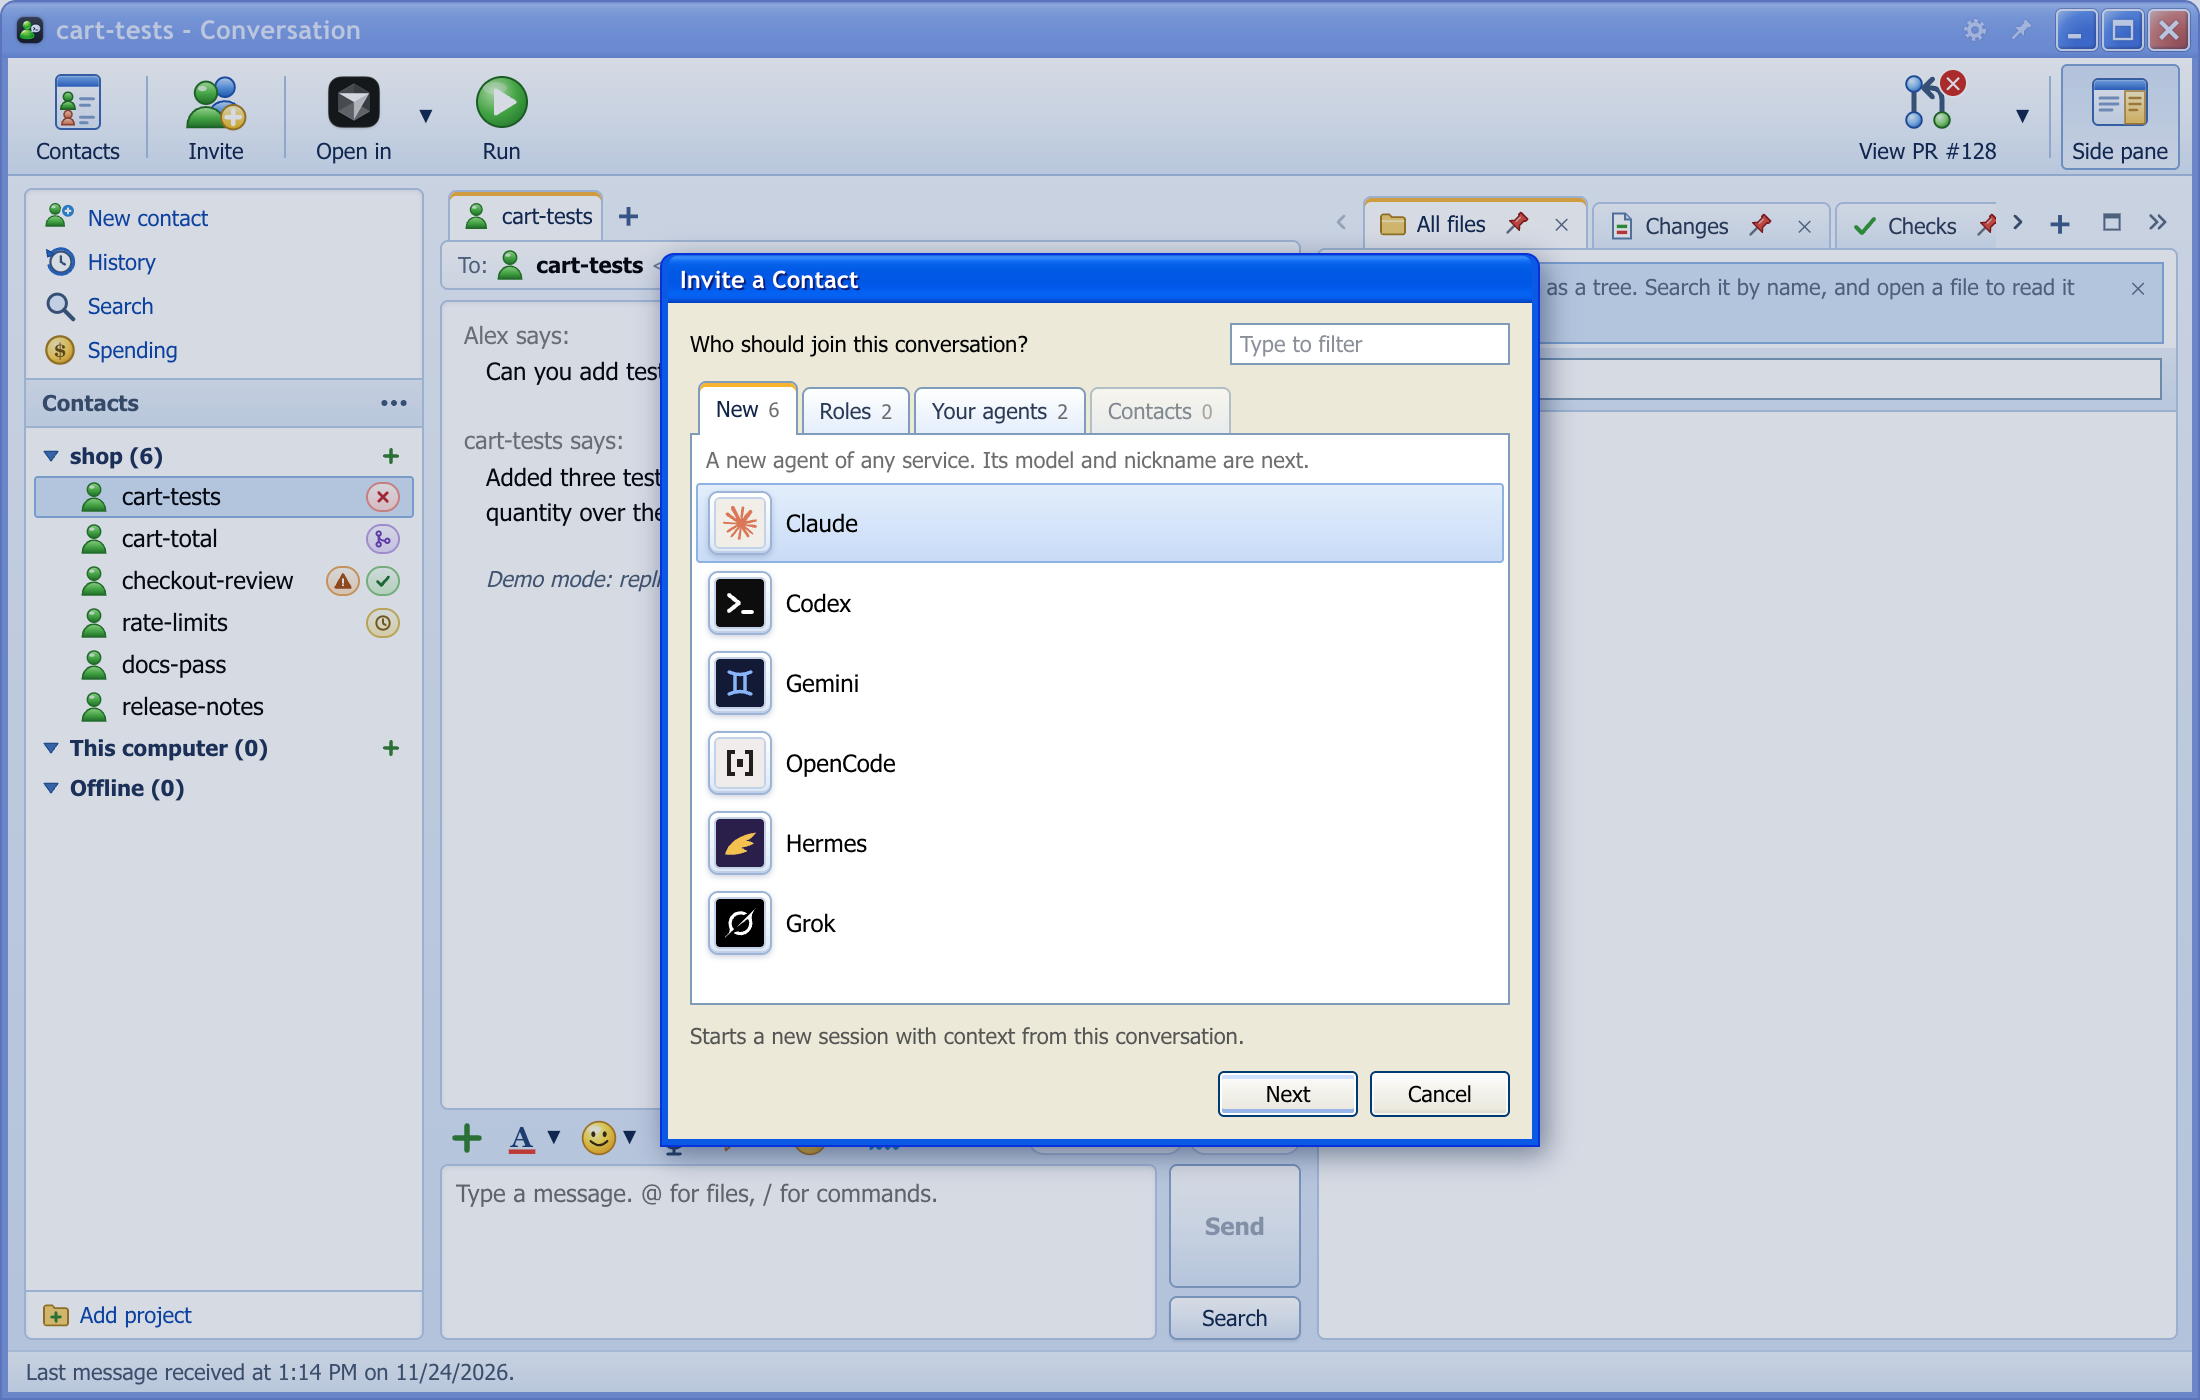 cart-tests - Conversation
Contacts
Invite
Open in
Run
View PR #128
Side pane
New contact
History
Search
Spending
Contacts
shop (6)
cart-tests
cart-total
checkout-review
rate-limits
docs-pass
release-notes
This computer (0)
Offline (0)
Add project
cart-tests
To: cart-tests <
Alex says:
Can you add test
cart-tests says:
Added three test
quantity over the
Demo mode: repli
All files
Changes
Checks
as a tree. Search it by name, and open a file to read it
Invite a Contact
Who should join this conversation?
Type to filter
New 6
Roles 2
Your agents 2
Contacts 0
A new agent of any service. Its model and nickname are next.
Claude
Codex
Gemini
OpenCode
Hermes
Grok
Starts a new session with context from this conversation.
Next
Cancel
A
Type a message. @ for files, / for commands.
Send
Search
Last message received at 1:14 PM on 11/24/2026.